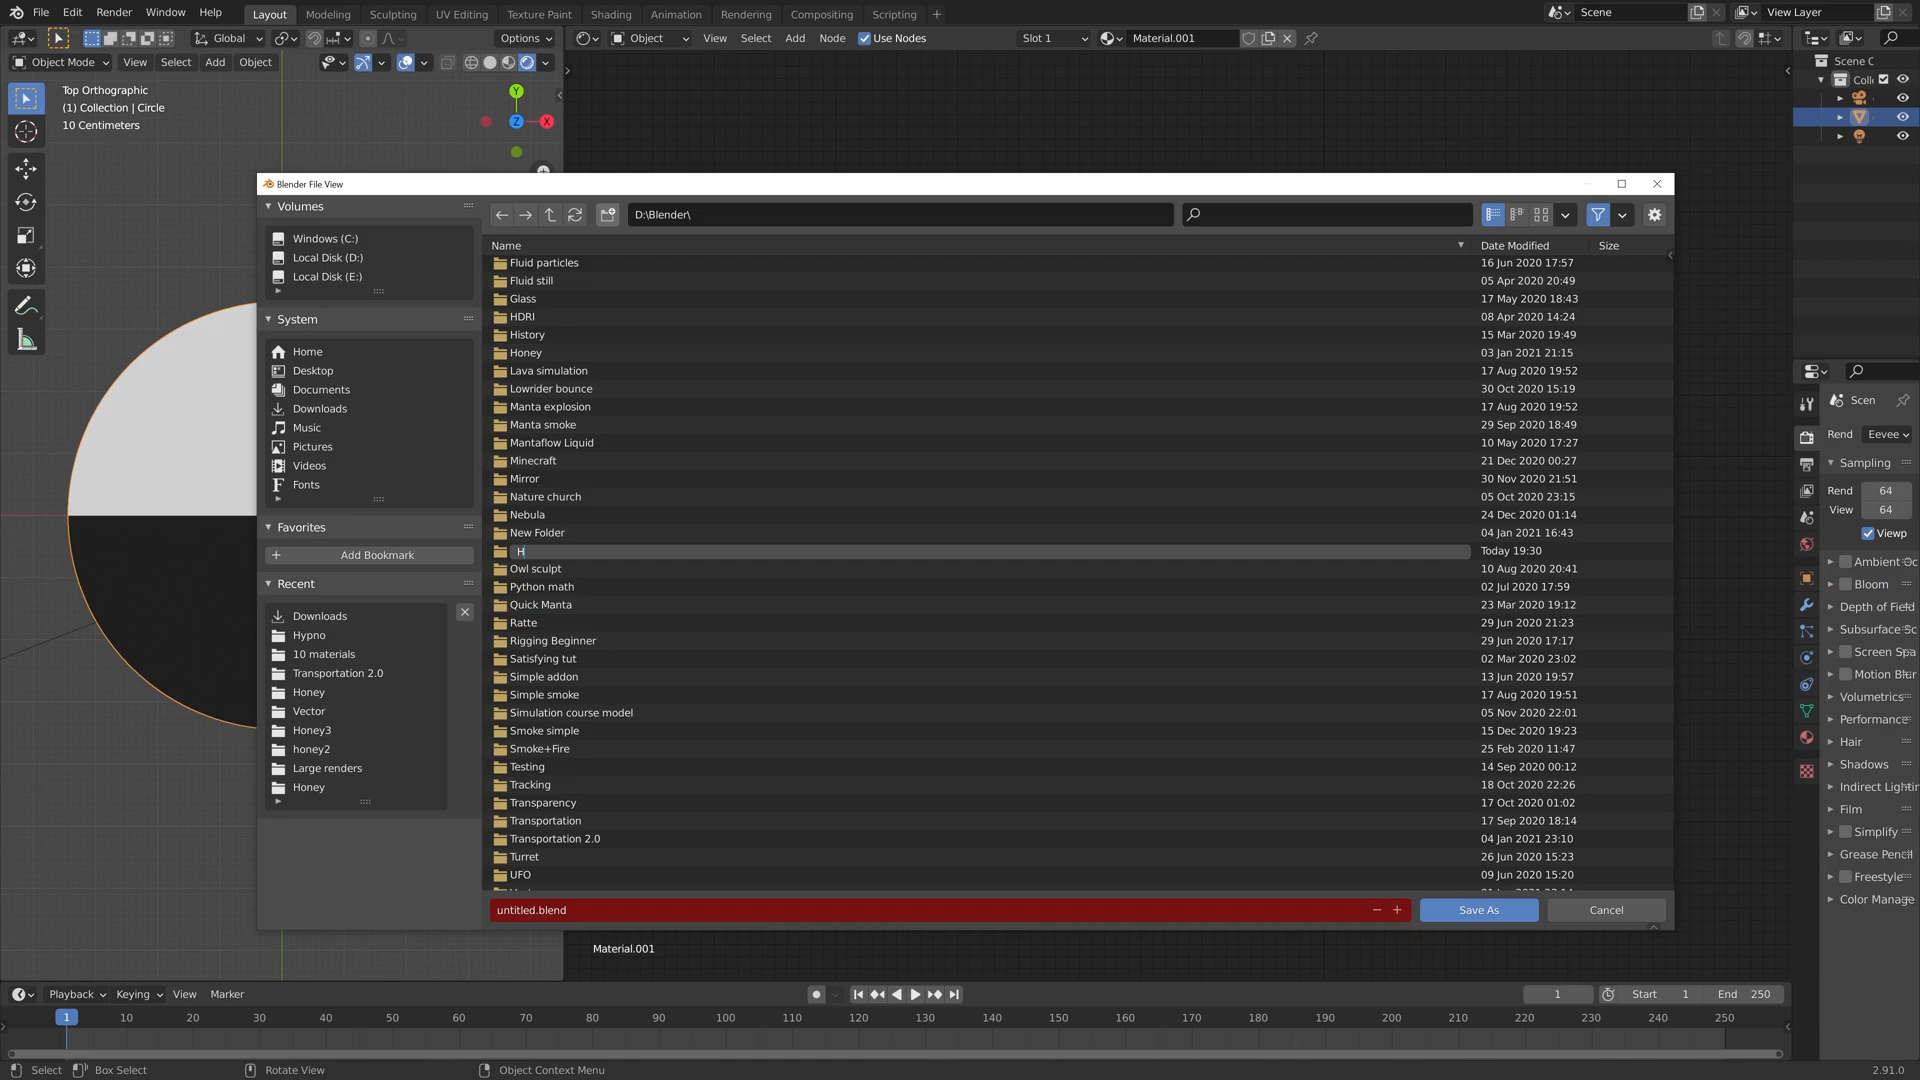 File Edit Render Window Help Layout Modeling Sculpting UV Editing Texture Paint Shading Animation Rendering Compositing Scripting + Scene View Layer
Global Options Object View Select Add Node Use Nodes Slot 1 Material.001
Object Mode View Select Add Object
Top Orthographic
(1) Collection | Circle
10 Centimeters
Y
Z
X
Scene C
Coll
Blender File View
Volumes
Windows (C:)
Local Disk (D:)
Local Disk (E:)
System
Home
Desktop
Documents
Downloads
Music
Pictures
Videos
Fonts
Favorites
Add Bookmark
Recent
Downloads
Hypno
10 materials
Transportation 2.0
Honey
Vector
Honey3
honey2
Large renders
Honey
D:\Blender\
Name Date Modified Size
Fluid particles 16 Jun 2020 17:57
Fluid still 05 Apr 2020 20:49
Glass 17 May 2020 18:43
HDRI 08 Apr 2020 14:24
History 15 Mar 2020 19:49
Honey 03 Jan 2021 21:15
Lava simulation 17 Aug 2020 19:52
Lowrider bounce 30 Oct 2020 15:19
Manta explosion 17 Aug 2020 19:52
Manta smoke 29 Sep 2020 18:49
Mantaflow Liquid 10 May 2020 17:27
Minecraft 21 Dec 2020 00:27
Mirror 30 Nov 2020 21:51
Nature church 05 Oct 2020 23:15
Nebula 24 Dec 2020 01:14
New Folder 04 Jan 2021 16:43
H Today 19:30
Owl sculpt 10 Aug 2020 20:41
Python math 02 Jul 2020 17:59
Quick Manta 23 Mar 2020 19:12
Ratte 29 Jun 2020 21:23
Rigging Beginner 29 Jun 2020 17:17
Satisfying tut 02 Mar 2020 23:02
Simple addon 13 Jun 2020 19:57
Simple smoke 17 Aug 2020 19:51
Simulation course model 05 Nov 2020 22:01
Smoke simple 15 Dec 2020 19:23
Smoke+Fire 25 Feb 2020 11:47
Testing 14 Sep 2020 00:12
Tracking 18 Oct 2020 22:26
Transparency 17 Oct 2020 01:02
Transportation 17 Sep 2020 18:14
Transportation 2.0 04 Jan 2021 23:10
Turret 26 Jun 2020 15:23
UFO 09 Jun 2020 15:20
untitled.blend Save As Cancel
Material.001
Scen
Rend Eevee
Sampling
Rend 64
View 64
Viewp
Ambient Oc
Bloom
Depth of Field
Subsurface Sc
Screen Spa
Motion Blur
Volumetrics
Performance
Hair
Shadows
Indirect Lightin
Film
Simplify
Grease Pencil
Freestyle
Color Manage
Playback Keying View Marker 1 Start 1 End 250
1 10 20 30 40 50 60 70 80 90 100 110 120 130 140 150 160 170 180 190 200 210 220 230 240 250
Select Box Select Rotate View Object Context Menu 2.91.0